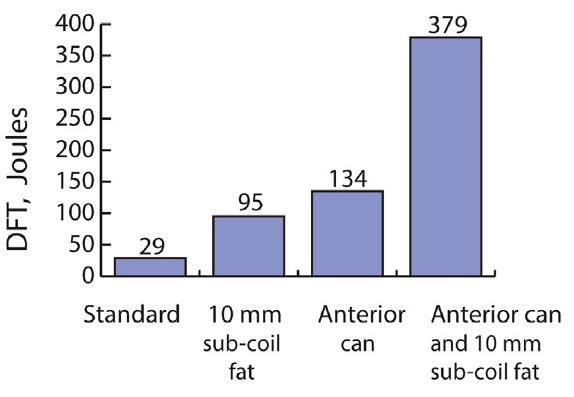 DFT, Joules
400
350
300
250
200
150
100
50
0
29
95
134
379
Standard
10 mm
sub-coil
fat
Anterior
can
Anterior can
and 10 mm
sub-coil fat